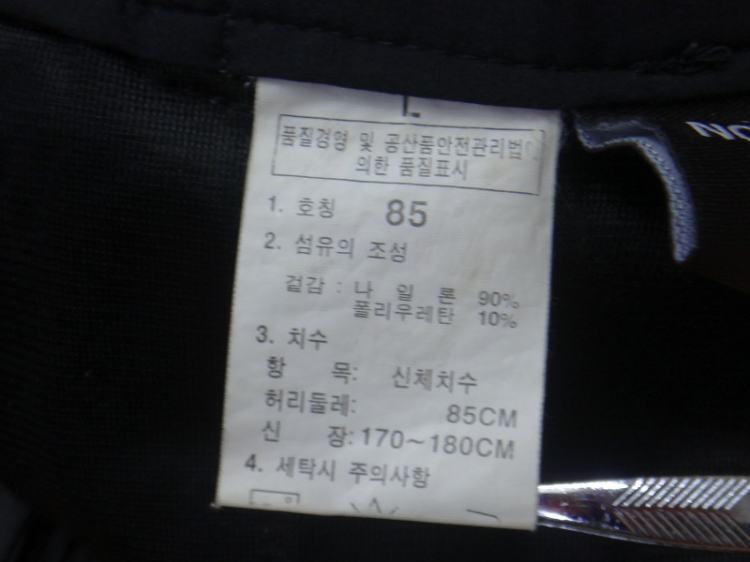 L
품질경영 및 공산품안전관리법에
의한 품질표시
1. 호칭 85
2. 섬유의 조성
겉감 : 나 일 론 90%
폴리우레탄 10%
3. 치수
항 목: 신체치수
허리둘레: 85CM
신 장: 170~180CM
4. 세탁시 주의사항
NO